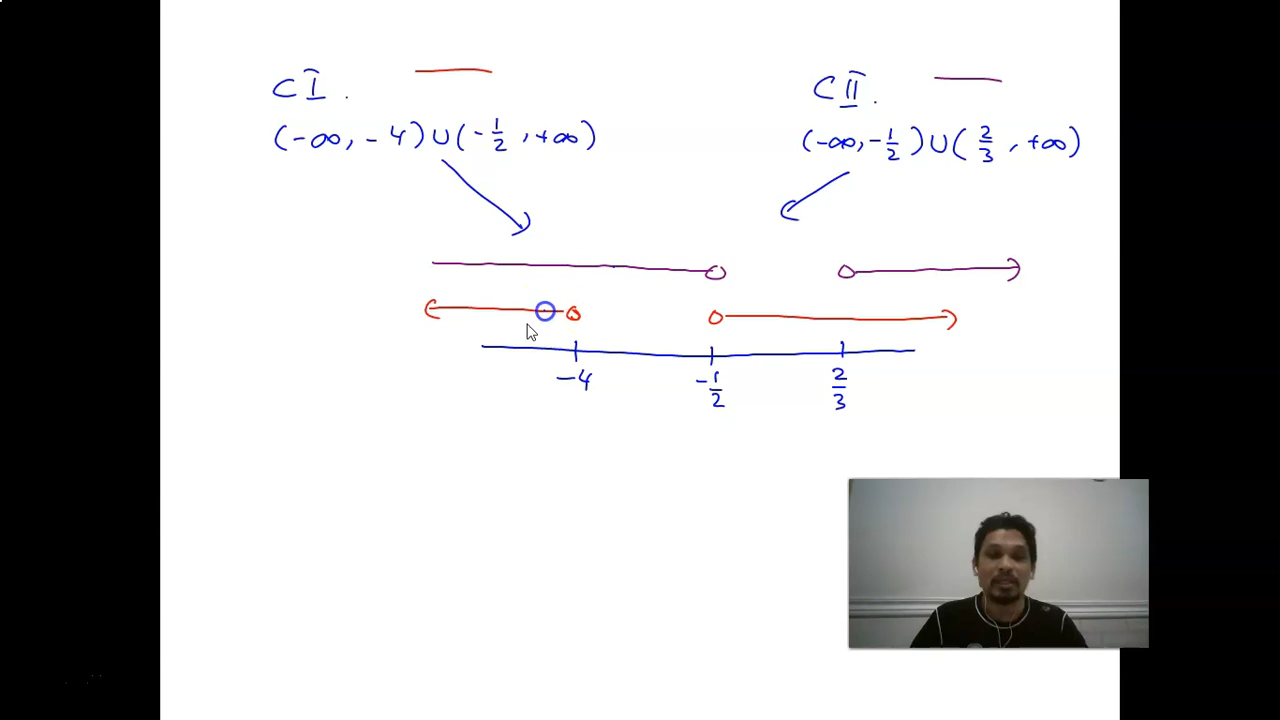 C I. C II.
(-∞, -4) ∪ (-1/2, +∞) (-∞, -1/2) ∪ (2/3, +∞)
-4 -1/2 2/3